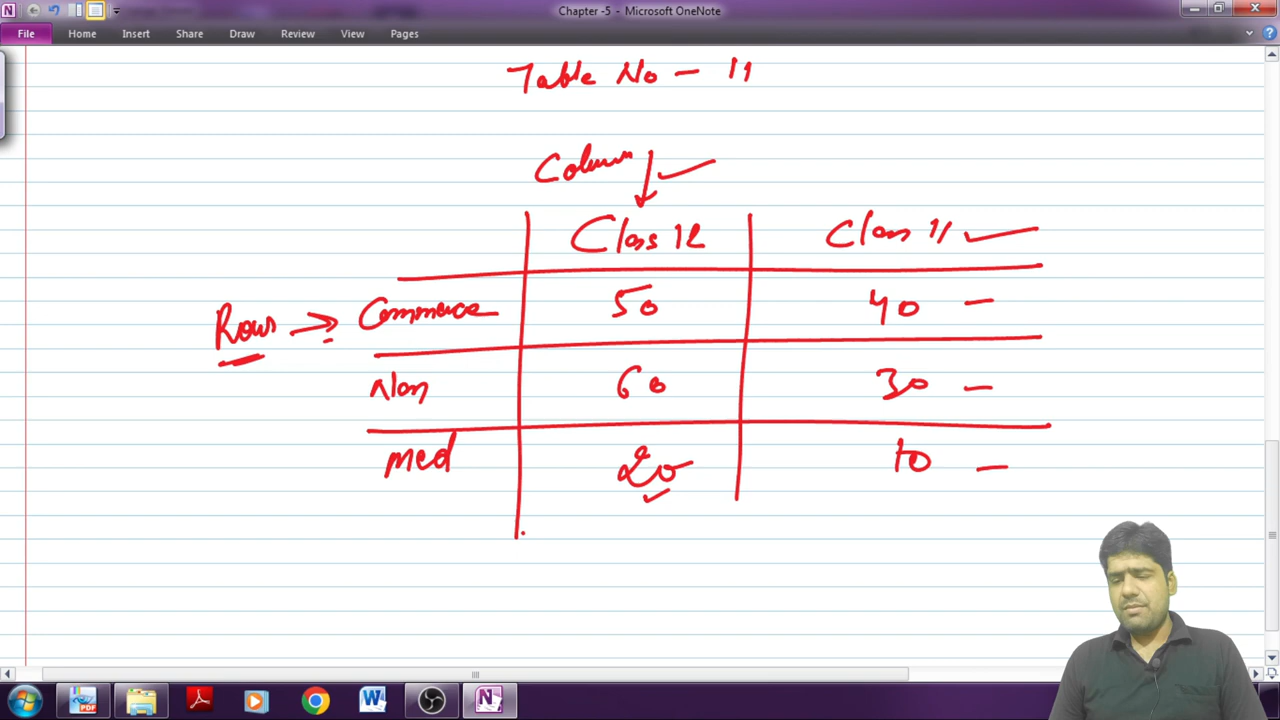 Chapter -5 - Microsoft OneNote
File Home Insert Share Draw Review View Pages
Table No - 11
Column
Class 12 Class 11
Rows Commerce 50 40 -
Non 60 30 -
Med 20 10 -